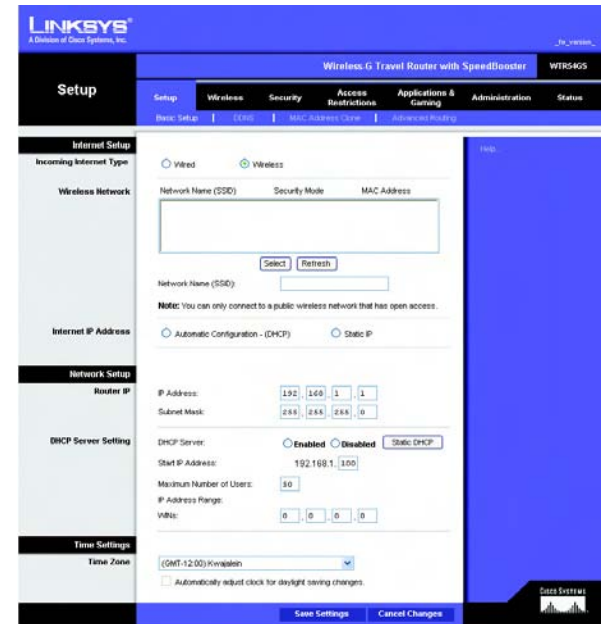 LINKSYS®
A Division of Cisco Systems, Inc.
_fw_version_
Wireless-G Travel Router with SpeedBooster WTR54GS
Setup
Setup Wireless Security Access Restrictions Applications & Gaming Administration Status
Basic Setup | DDNS | MAC Address Clone | Advanced Routing
Internet Setup
Help...
Incoming Internet Type Wired Wireless
Wireless Network Network Name (SSID) Security Mode MAC Address
Select Refresh
Network Name (SSID):
Note: You can only connect to a public wireless network that has open access.
Internet IP Address Automatic Configuration - (DHCP) Static IP
Network Setup
Router IP IP Address: 192 . 168 . 1 . 1
Subnet Mask: 255 . 255 . 255 . 0
DHCP Server Setting DHCP Server: Enabled Disabled Static DHCP
Start IP Address: 192.168.1. 100
Maximum Number of Users: 50
IP Address Range:
WINs: 0 . 0 . 0 . 0
Time Settings
Time Zone (GMT-12:00) Kwajalein
Automatically adjust clock for daylight saving changes.
Save Settings Cancel Changes
Cisco Systems